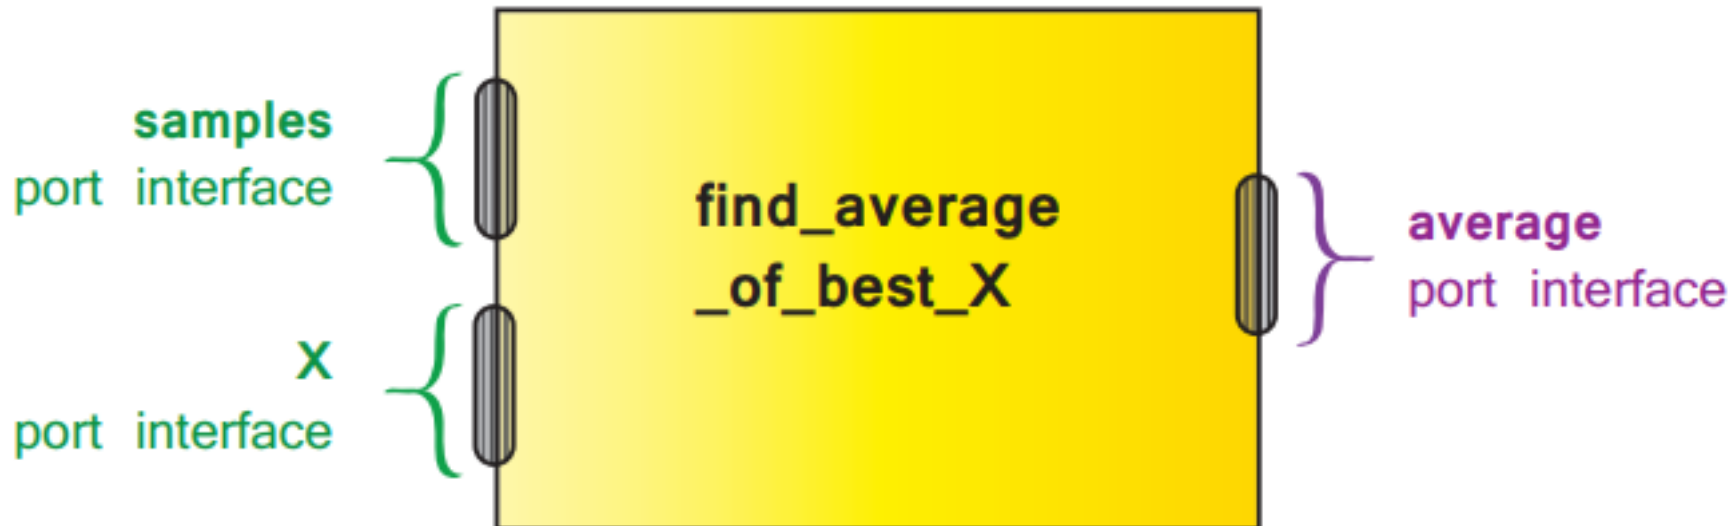 samples
port interface
X
port interface
find_average
_of_best_X
average
port interface